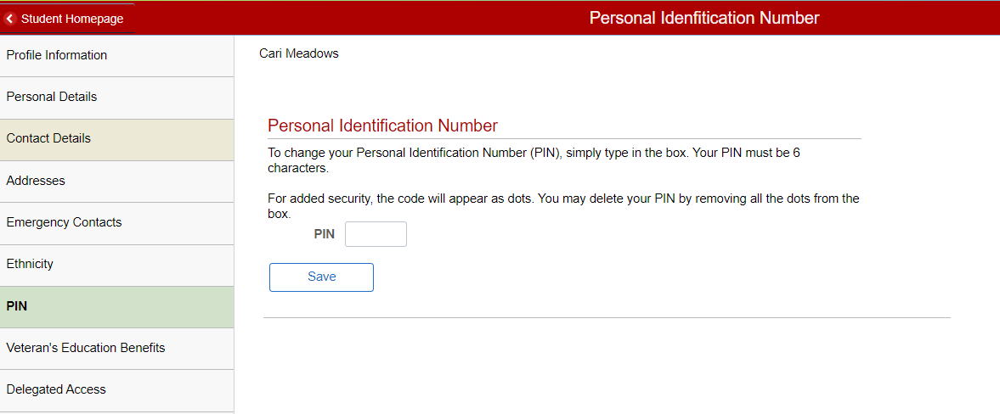 Student Homepage
Personal Idenfitication Number
Profile Information
Personal Details
Contact Details
Addresses
Emergency Contacts
Ethnicity
PIN
Veteran's Education Benefits
Delegated Access
Cari Meadows
Personal Identification Number
To change your Personal Identification Number (PIN), simply type in the box. Your PIN must be 6
characters.
For added security, the code will appear as dots. You may delete your PIN by removing all the dots from the
box.
PIN
Save